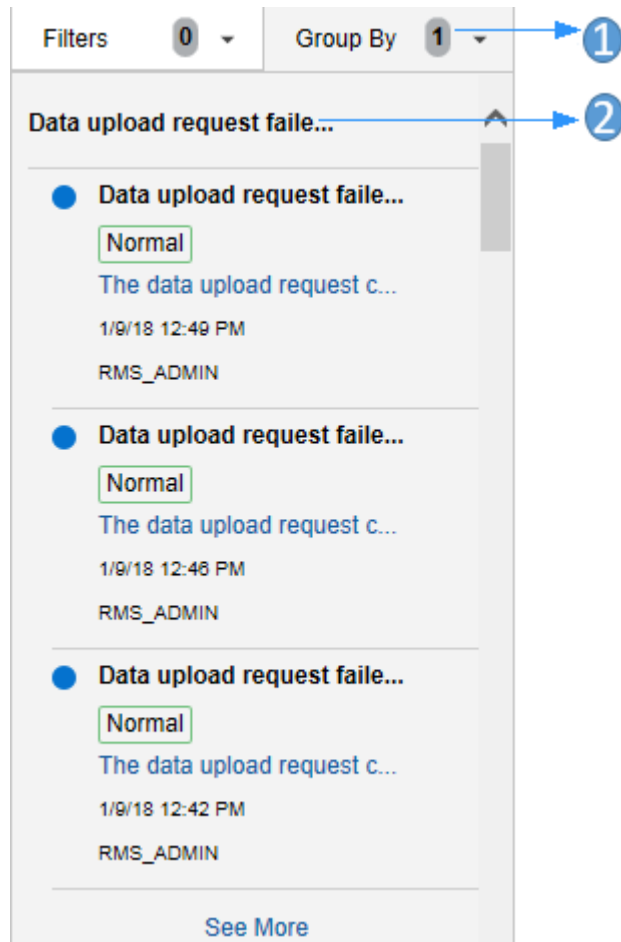 Filters 0 Group By 1 1
Data upload request faile... 2
Data upload request faile...
Normal
The data upload request c...
1/9/18 12:49 PM
RMS_ADMIN
Data upload request faile...
Normal
The data upload request c...
1/9/18 12:46 PM
RMS_ADMIN
Data upload request faile...
Normal
The data upload request c...
1/9/18 12:42 PM
RMS_ADMIN
See More